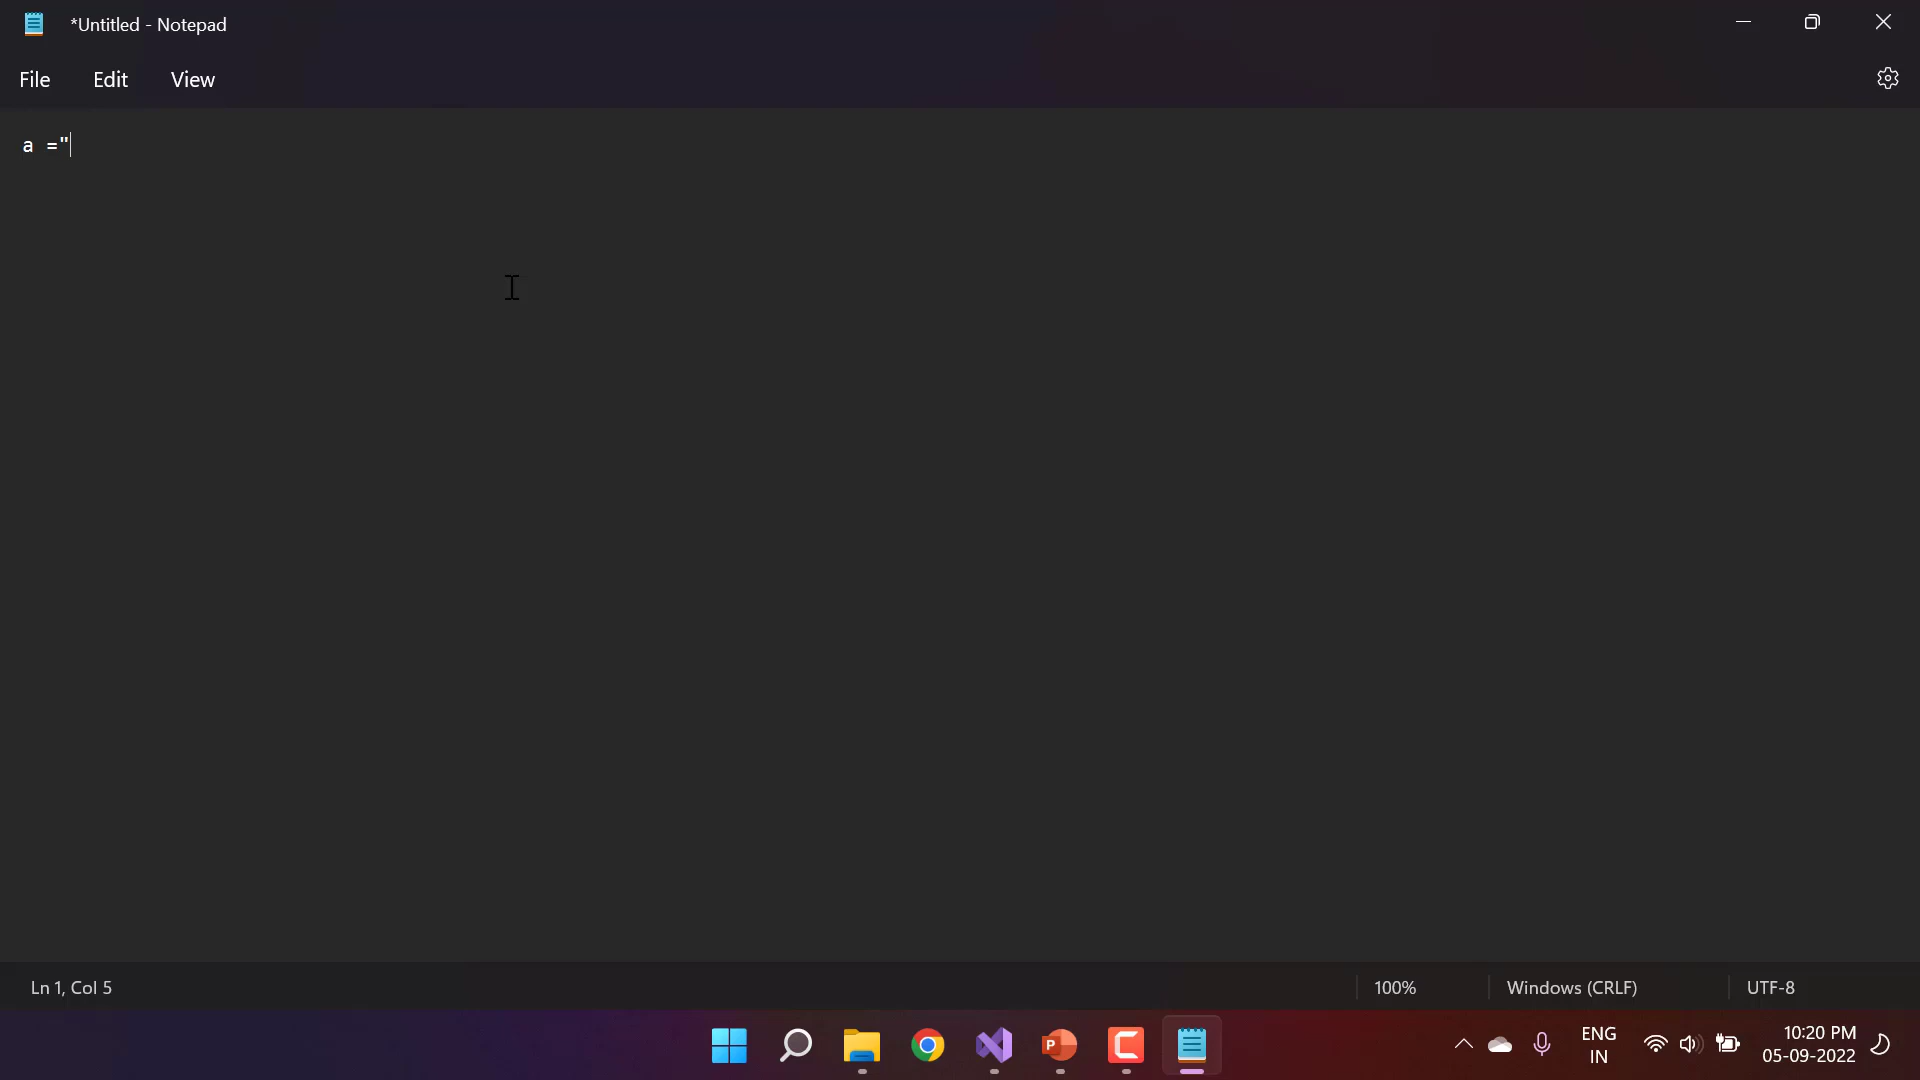 *Untitled - Notepad
File Edit View
a ="
Ln 1, Col 5 100% Windows (CRLF) UTF-8
P
ENG
IN
10:20 PM
05-09-2022